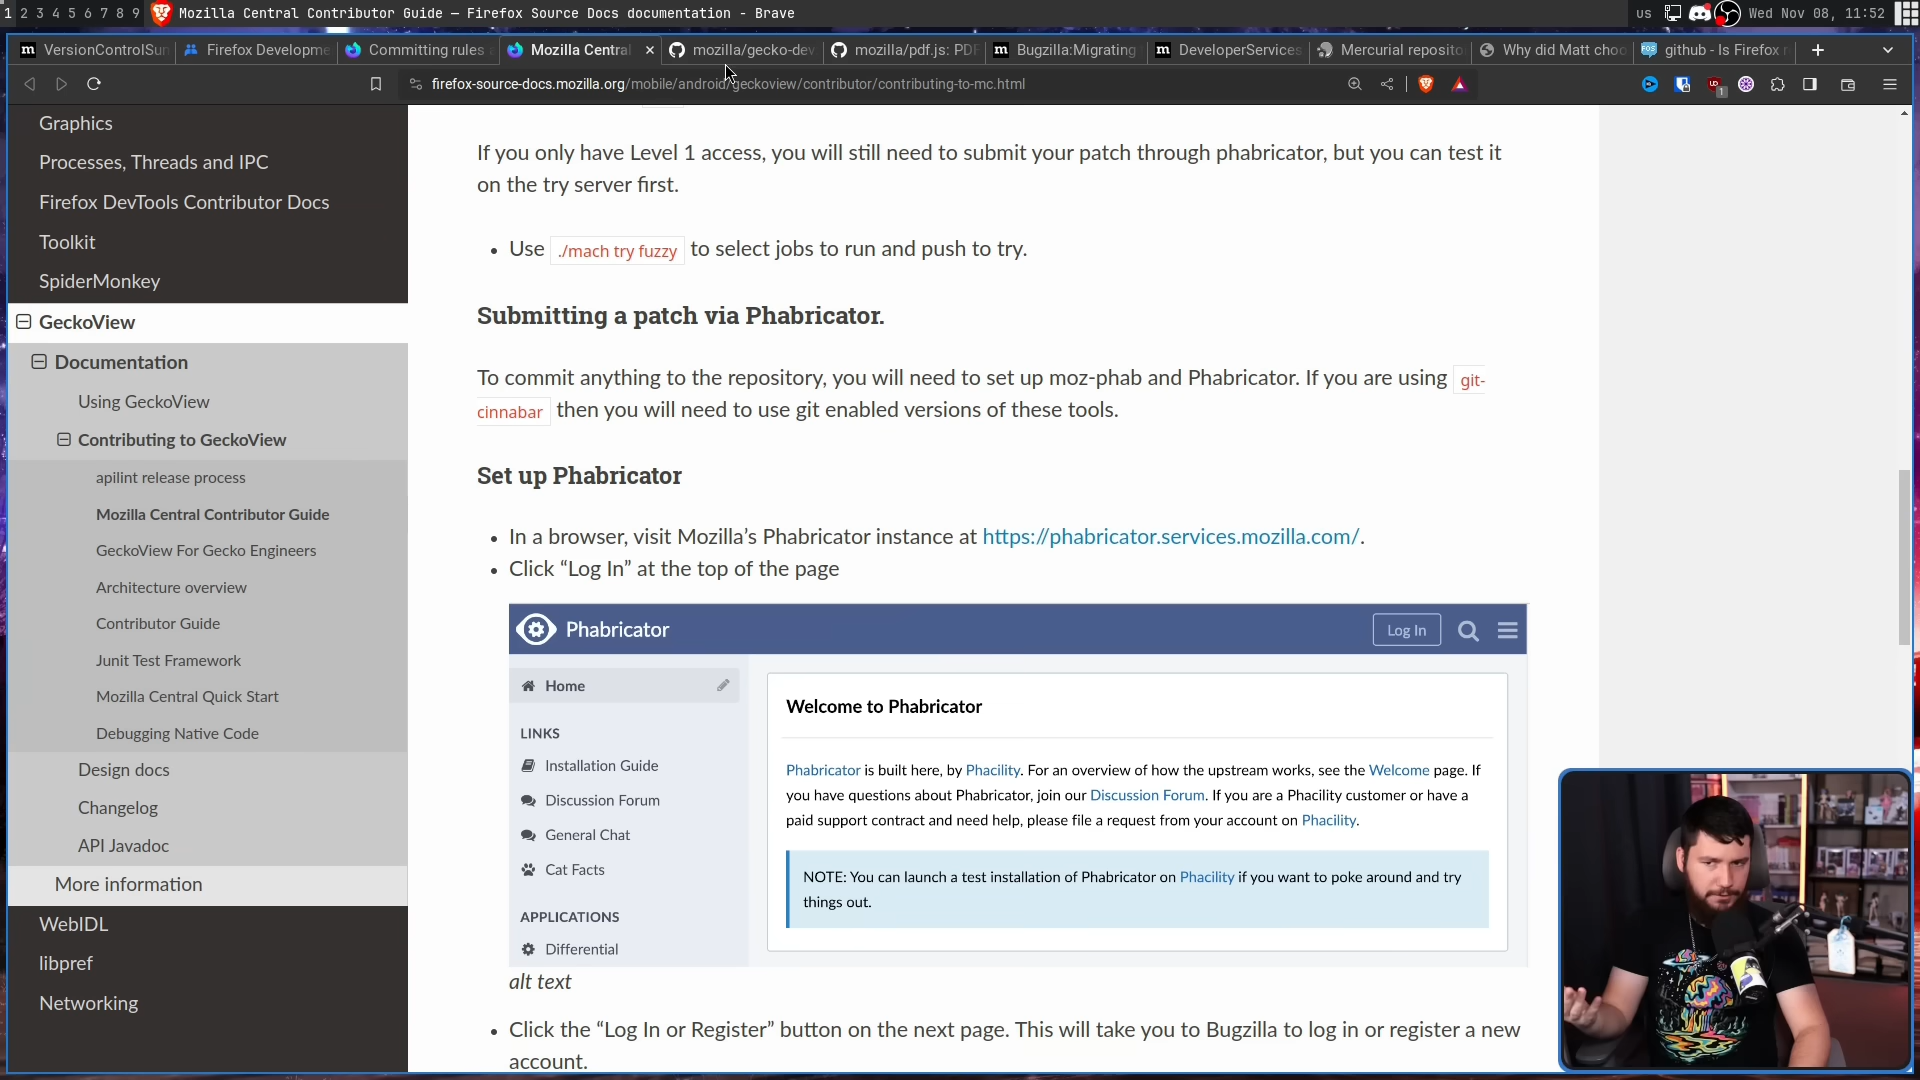 1 2 3 4 5 6 7 8 9 Mozilla Central Contributor Guide — Firefox Source Docs documentation - Brave
us Wed Nov 08, 11:52
VersionControlSun Firefox Developme Committing rules Mozilla Central mozilla/gecko-dev mozilla/pdf.js: PDF Bugzilla:Migrating DeveloperServices Mercurial reposito Why did Matt choo github - Is Firefox r
firefox-source-docs.mozilla.org/mobile/android/geckoview/contributor/contributing-to-mc.html
Graphics
Processes, Threads and IPC
Firefox DevTools Contributor Docs
Toolkit
SpiderMonkey
GeckoView
Documentation
Using GeckoView
Contributing to GeckoView
apilint release process
Mozilla Central Contributor Guide
GeckoView For Gecko Engineers
Architecture overview
Contributor Guide
Junit Test Framework
Mozilla Central Quick Start
Debugging Native Code
Design docs
Changelog
API Javadoc
More information
WebIDL
libpref
Networking
If you only have Level 1 access, you will still need to submit your patch through phabricator, but you can test it
on the try server first.
• Use ./mach try fuzzy to select jobs to run and push to try.
Submitting a patch via Phabricator.
To commit anything to the repository, you will need to set up moz-phab and Phabricator. If you are using git-
cinnabar then you will need to use git enabled versions of these tools.
Set up Phabricator
• In a browser, visit Mozilla’s Phabricator instance at https://phabricator.services.mozilla.com/.
• Click “Log In” at the top of the page
Phabricator Log In
Home
LINKS
Installation Guide
Discussion Forum
General Chat
Cat Facts
APPLICATIONS
Differential
Welcome to Phabricator
Phabricator is built here, by Phacility. For an overview of how the upstream works, see the Welcome page. If
you have questions about Phabricator, join our Discussion Forum. If you are a Phacility customer or have a
paid support contract and need help, please file a request from your account on Phacility.
NOTE: You can launch a test installation of Phabricator on Phacility if you want to poke around and try
things out.
alt text
• Click the “Log In or Register” button on the next page. This will take you to Bugzilla to log in or register a new
account.